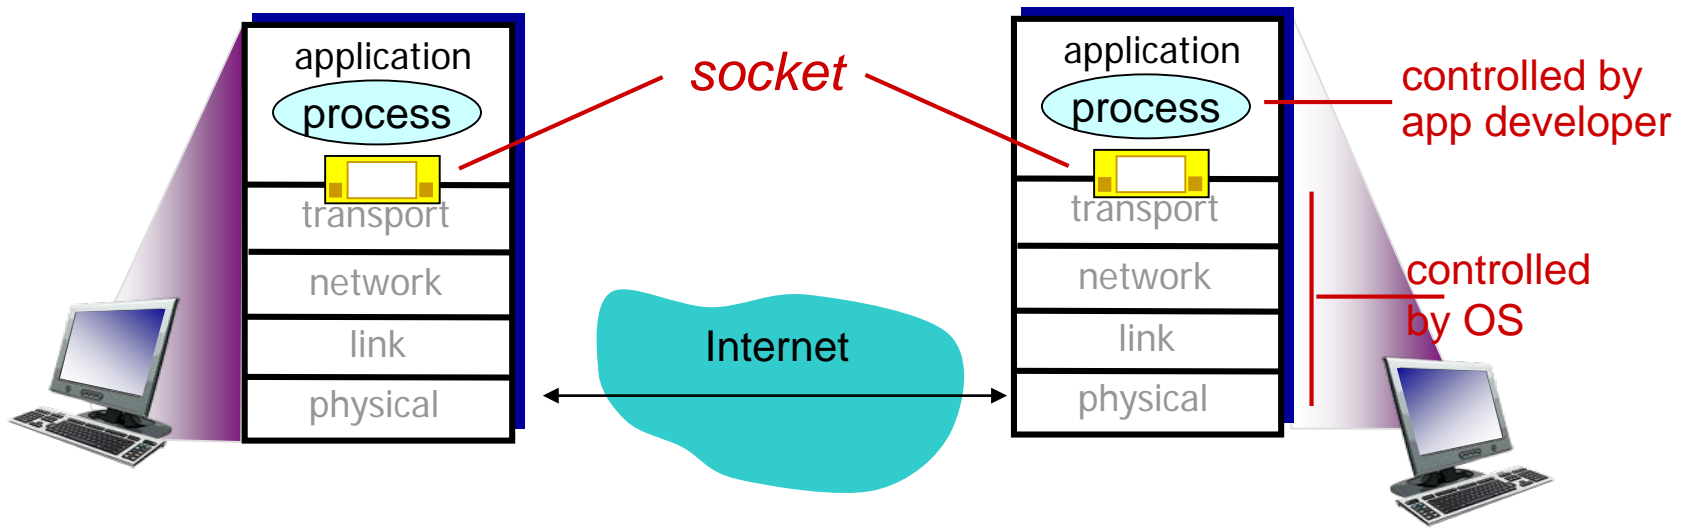 application
process
transport
network
link
physical
socket
Internet
application
process
transport
network
link
physical
controlled by
app developer
controlled
by OS